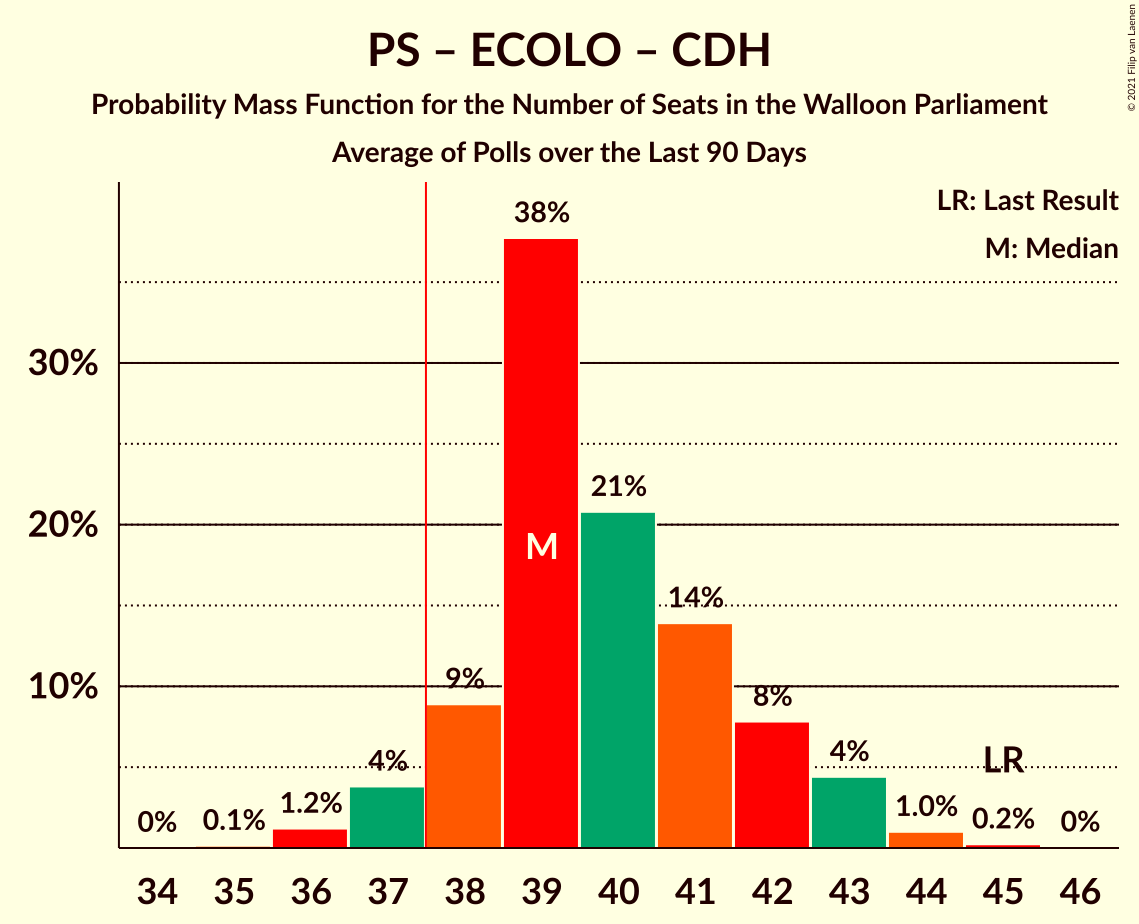 PS – ECOLO – CDH
Probability Mass Function for the Number of Seats in the Walloon Parliament
Average of Polls over the Last 90 Days
© 2021 Filip van Laenen
LR: Last Result
M: Median
38%
30%
21%
20%
M
14%
10%
9%
8%
4%
4%
LR
0%
0.1%
1.2%
1.0%
0.2%
0%
34 35 36 37 38 39 40 41 42 43 44 45 46